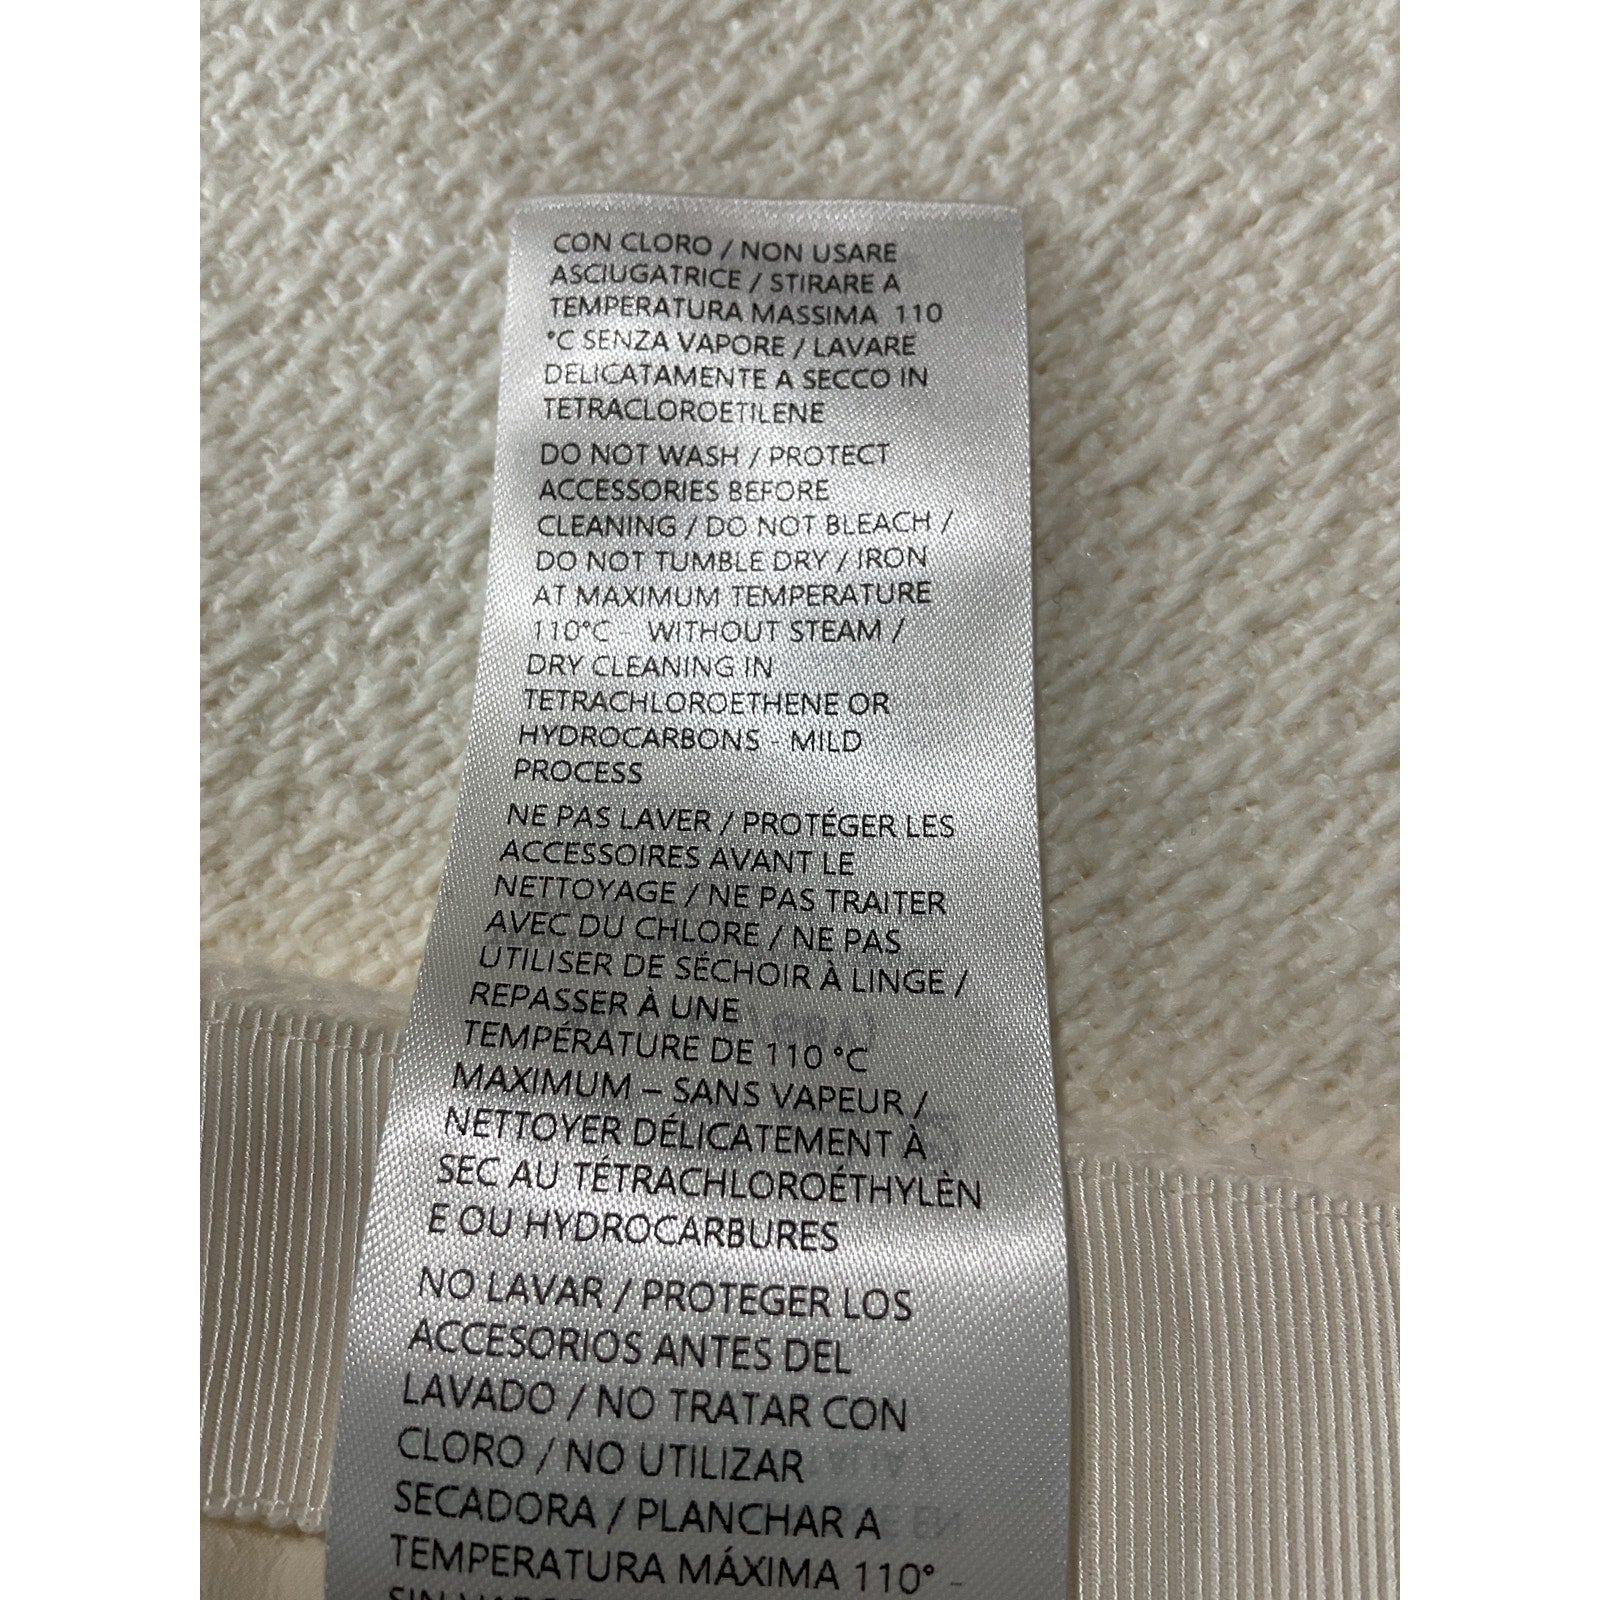 CON CLORO / NON USARE
ASCIUGATRICE / STIRARE A
TEMPERATURA MASSIMA 110
°C SENZA VAPORE / LAVARE
DELICATAMENTE A SECCO IN
TETRACLOROETILENE
DO NOT WASH / PROTECT
ACCESSORIES BEFORE
CLEANING / DO NOT BLEACH /
DO NOT TUMBLE DRY / IRON
AT MAXIMUM TEMPERATURE
110°C - WITHOUT STEAM /
DRY CLEANING IN
TETRACHLOROETHENE OR
HYDROCARBONS - MILD
PROCESS
NE PAS LAVER / PROTÉGER LES
ACCESSOIRES AVANT LE
NETTOYAGE / NE PAS TRAITER
AVEC DU CHLORE / NE PAS
UTILISER DE SÉCHOIR À LINGE /
REPASSER À UNE
TEMPÉRATURE DE 110 °C
MAXIMUM – SANS VAPEUR /
NETTOYER DÉLICATEMENT À
SEC AU TÉTRACHLOROÉTHYLÈN
E OU HYDROCARBURES
NO LAVAR / PROTEGER LOS
ACCESORIOS ANTES DEL
LAVADO / NO TRATAR CON
CLORO / NO UTILIZAR
SECADORA / PLANCHAR A
TEMPERATURA MÁXIMA 110° -